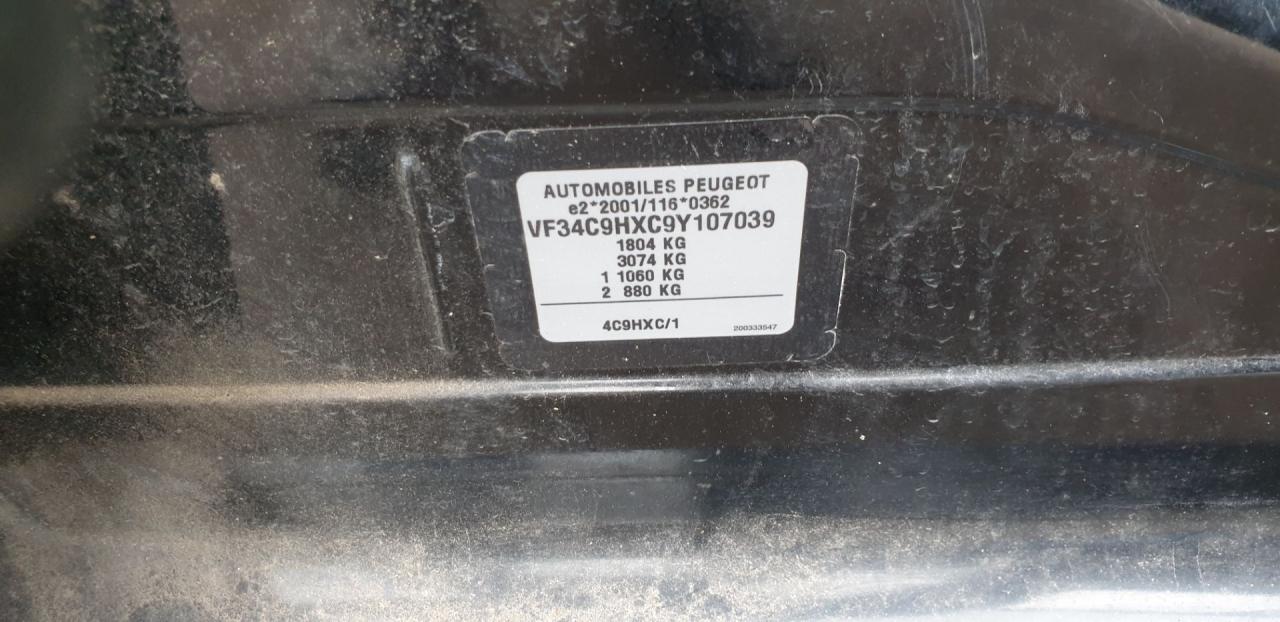 AUTOMOBILES PEUGEOT
e2*2001/116*0362
VF34C9HXC9Y107039
1804 KG
3074 KG
1 1060 KG
2 880 KG
4C9HXC/1
200333547